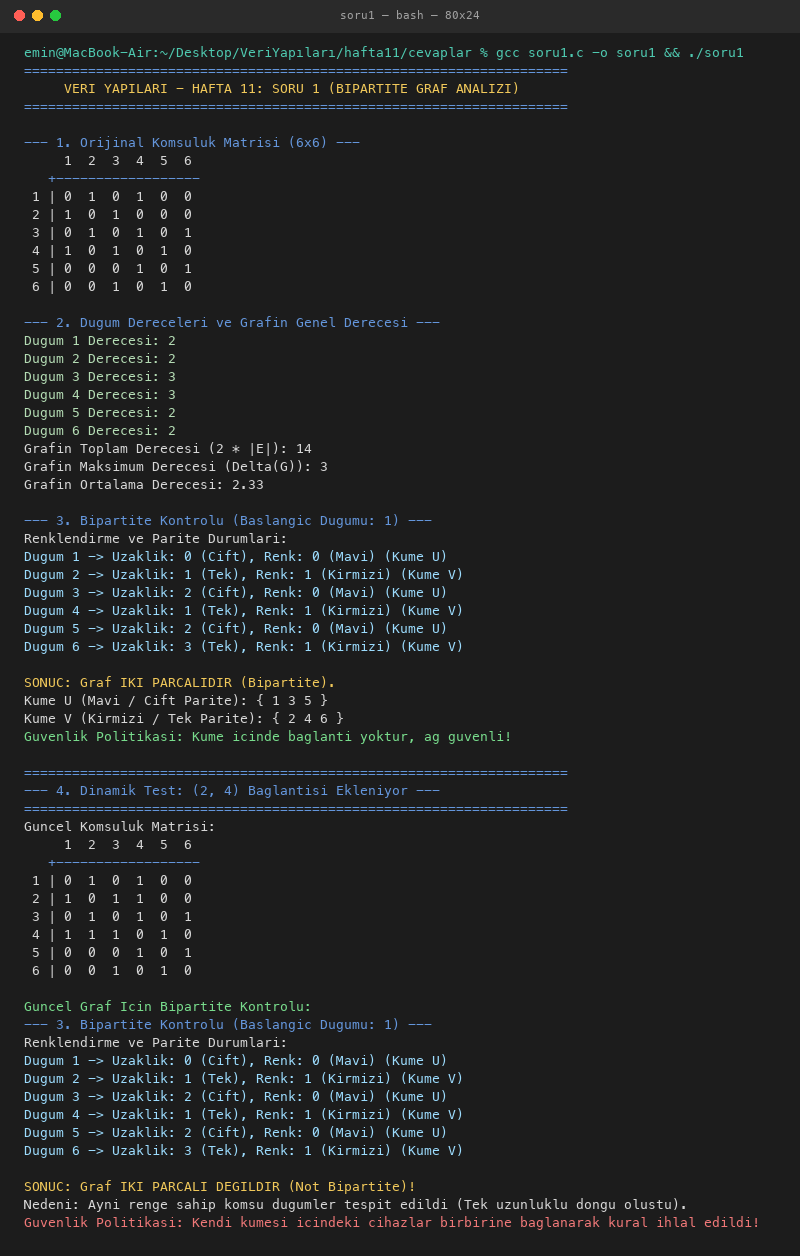 soru1 — bash — 80x24
emin@MacBook-Air:~/Desktop/VeriYapıları/hafta11/cevaplar % gcc soru1.c -o soru1 && ./soru1
====================================================================
     VERI YAPILARI - HAFTA 11: SORU 1 (BIPARTITE GRAF ANALIZI)
====================================================================
--- 1. Orijinal Komsuluk Matrisi (6x6) ---
     1  2  3  4  5  6
   +------------------
 1 | 0  1  0  1  0  0
 2 | 1  0  1  0  0  0
 3 | 0  1  0  1  0  1
 4 | 1  0  1  0  1  0
 5 | 0  0  0  1  0  1
 6 | 0  0  1  0  1  0
--- 2. Dugum Dereceleri ve Grafin Genel Derecesi ---
Dugum 1 Derecesi: 2
Dugum 2 Derecesi: 2
Dugum 3 Derecesi: 3
Dugum 4 Derecesi: 3
Dugum 5 Derecesi: 2
Dugum 6 Derecesi: 2
Grafin Toplam Derecesi (2 * |E|): 14
Grafin Maksimum Derecesi (Delta(G)): 3
Grafin Ortalama Derecesi: 2.33
--- 3. Bipartite Kontrolu (Baslangic Dugumu: 1) ---
Renklendirme ve Parite Durumlari:
Dugum 1 -> Uzaklik: 0 (Cift), Renk: 0 (Mavi) (Kume U)
Dugum 2 -> Uzaklik: 1 (Tek), Renk: 1 (Kirmizi) (Kume V)
Dugum 3 -> Uzaklik: 2 (Cift), Renk: 0 (Mavi) (Kume U)
Dugum 4 -> Uzaklik: 1 (Tek), Renk: 1 (Kirmizi) (Kume V)
Dugum 5 -> Uzaklik: 2 (Cift), Renk: 0 (Mavi) (Kume U)
Dugum 6 -> Uzaklik: 3 (Tek), Renk: 1 (Kirmizi) (Kume V)
SONUC: Graf IKI PARCALIDIR (Bipartite).
Kume U (Mavi / Cift Parite): { 1 3 5 }
Kume V (Kirmizi / Tek Parite): { 2 4 6 }
Guvenlik Politikasi: Kume icinde baglanti yoktur, ag guvenli!
====================================================================
--- 4. Dinamik Test: (2, 4) Baglantisi Ekleniyor ---
====================================================================
Guncel Komsuluk Matrisi:
     1  2  3  4  5  6
   +------------------
 1 | 0  1  0  1  0  0
 2 | 1  0  1  1  0  0
 3 | 0  1  0  1  0  1
 4 | 1  1  1  0  1  0
 5 | 0  0  0  1  0  1
 6 | 0  0  1  0  1  0
Guncel Graf Icin Bipartite Kontrolu:
--- 3. Bipartite Kontrolu (Baslangic Dugumu: 1) ---
Renklendirme ve Parite Durumlari:
Dugum 1 -> Uzaklik: 0 (Cift), Renk: 0 (Mavi) (Kume U)
Dugum 2 -> Uzaklik: 1 (Tek), Renk: 1 (Kirmizi) (Kume V)
Dugum 3 -> Uzaklik: 2 (Cift), Renk: 0 (Mavi) (Kume U)
Dugum 4 -> Uzaklik: 1 (Tek), Renk: 1 (Kirmizi) (Kume V)
Dugum 5 -> Uzaklik: 2 (Cift), Renk: 0 (Mavi) (Kume U)
Dugum 6 -> Uzaklik: 3 (Tek), Renk: 1 (Kirmizi) (Kume V)
SONUC: Graf IKI PARCALI DEGILDIR (Not Bipartite)!
Nedeni: Ayni renge sahip komsu dugumler tespit edildi (Tek uzunluklu dongu olustu).
Guvenlik Politikasi: Kendi kumesi icindeki cihazlar birbirine baglanarak kural ihlal edildi!